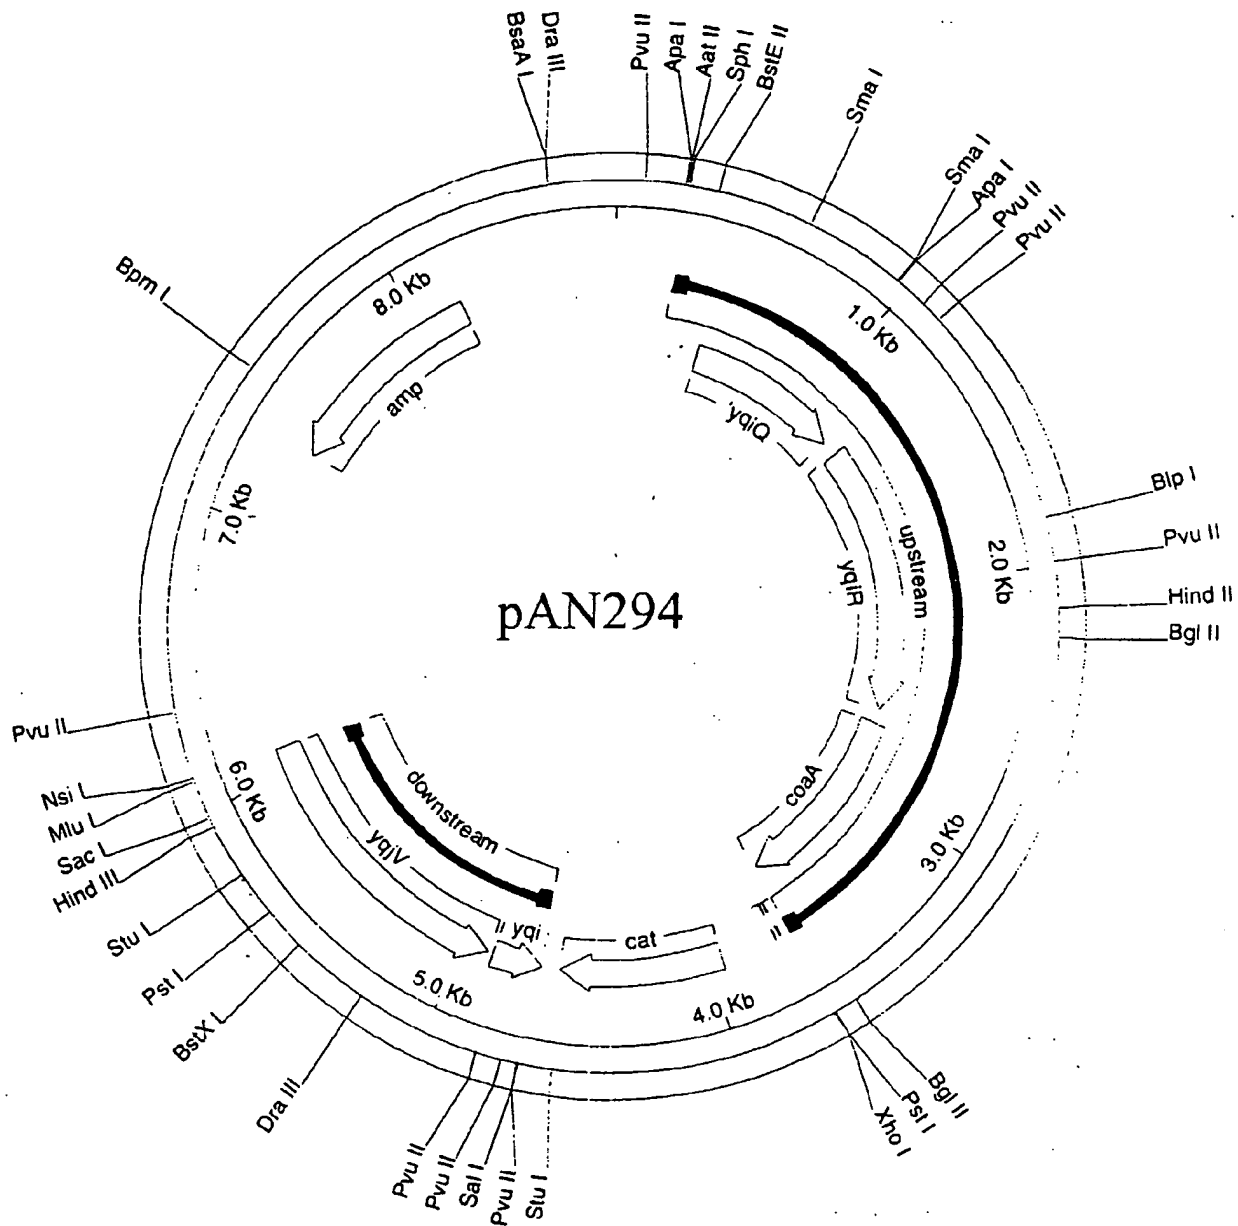 BsaA I
Dra III
Pvu II
Apa I
Aat II
Sph I
BstE II
Sma I
Sma I
Apa I
Pvu II
Pvu II
Bpm I
8.0 Kb
1.0 Kb
amp
'yqiQ
Blp I
7.0 Kb
upstream
yqiR
2.0 Kb
Pvu II
Hind II
Bgl II
pAN294
Pvu II
downstream
coaA
Nsi I
6.0 Kb
Mlu I
yqjV
3.0 Kb
Sac I
Hind III
Stu I
yqi
cat
Pst I
5.0 Kb
4.0 Kb
BstX I
Dra III
Bgl II
Pst I
Xho I
Pvu II
Pvu II
Sal I
Pvu II
Stu I